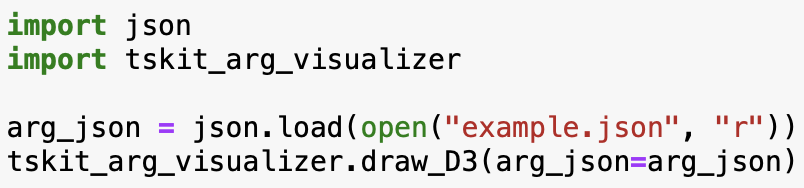 import json
import tskit_arg_visualizer

arg_json = json.load(open("example.json", "r"))
tskit_arg_visualizer.draw_D3(arg_json=arg_json)